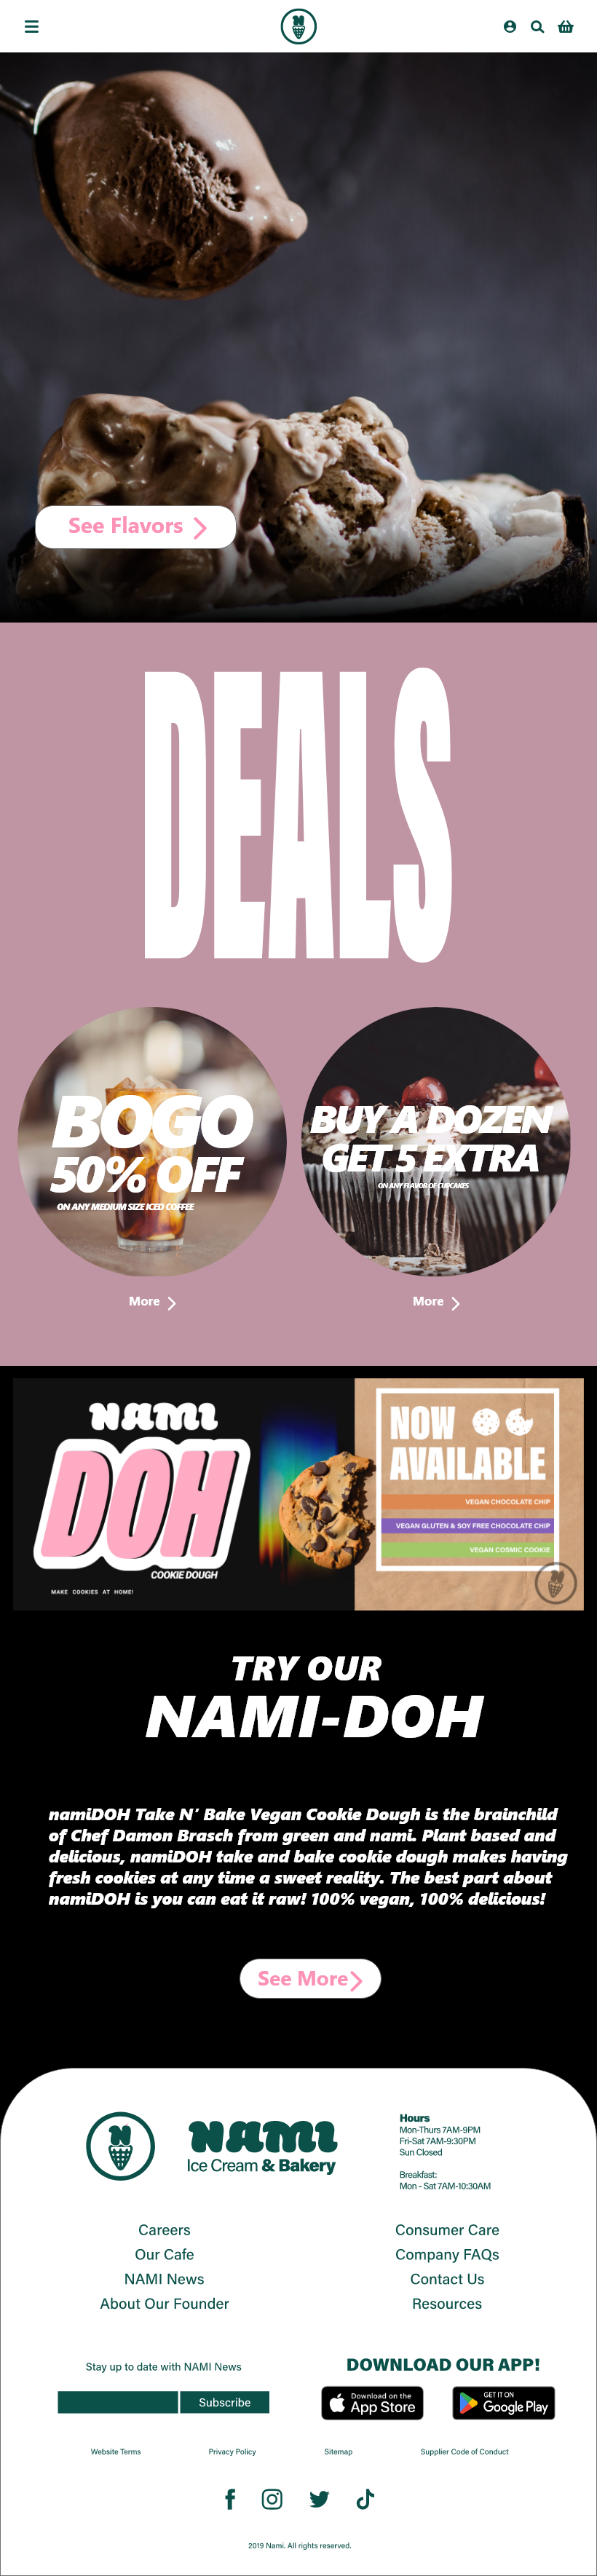 N
See Flavors
DEALS
BOGO
50% OFF
ON ANY MEDIUM SIZE ICED COFFEE
BUY A DOZEN
GET 5 EXTRA
ON ANY FLAVOR OF CUPCAKES
More
More
nami
DOH
COOKIE DOUGH
MAKE COOKIES AT HOME!
NOW
AVAILABLE
VEGAN CHOCOLATE CHIP
VEGAN GLUTEN & SOY FREE CHOCOLATE CHIP
VEGAN COSMIC COOKIE
N
TRY OUR
NAMI-DOH
namiDOH Take N' Bake Vegan Cookie Dough is the brainchild
of Chef Damon Brasch from green and nami. Plant based and
delicious, namiDOH take and bake cookie dough makes having
fresh cookies at any time a sweet reality. The best part about
namiDOH is you can eat it raw! 100% vegan, 100% delicious!
See More
N
NAMI
Ice Cream & Bakery
Hours
Mon-Thurs 7AM-9PM
Fri-Sat 7AM-9:30PM
Sun Closed
Breakfast:
Mon - Sat 7AM-10:30AM
Careers
Our Cafe
NAMI News
About Our Founder
Consumer Care
Company FAQs
Contact Us
Resources
Stay up to date with NAMI News
Subscribe
DOWNLOAD OUR APP!
Download on the
App Store
GET IT ON
Google Play
Website Terms
Privacy Policy
Sitemap
Supplier Code of Conduct
2019 Nami. All rights reserved.